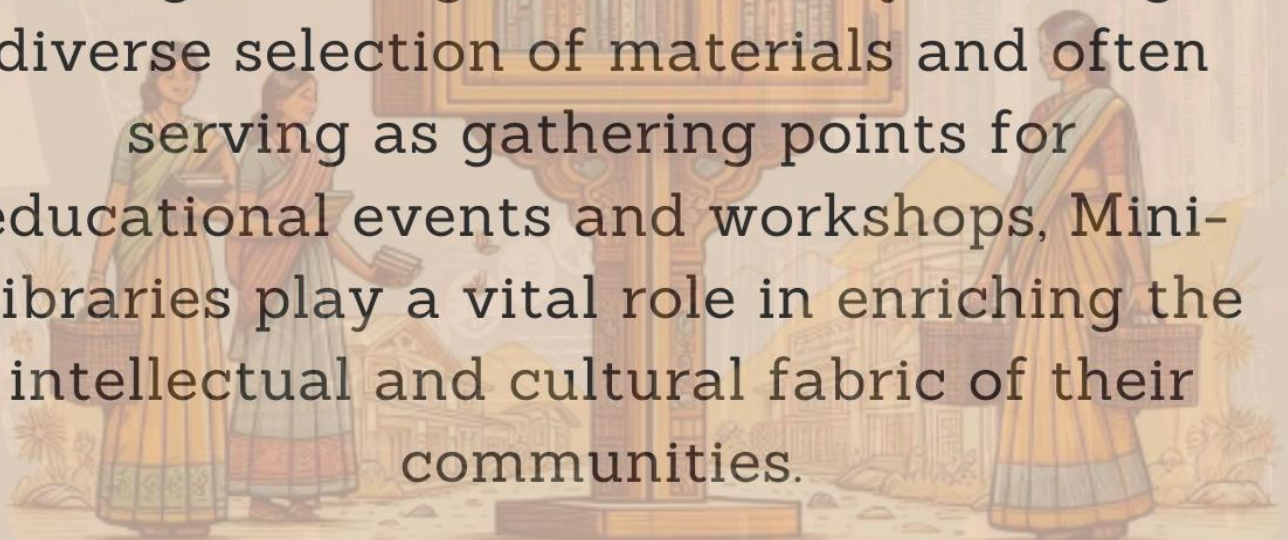 diverse selection of materials and often
serving as gathering points for
educational events and workshops, Mini-
ibraries play a vital role in enriching the
intellectual and cultural fabric of their
communities.